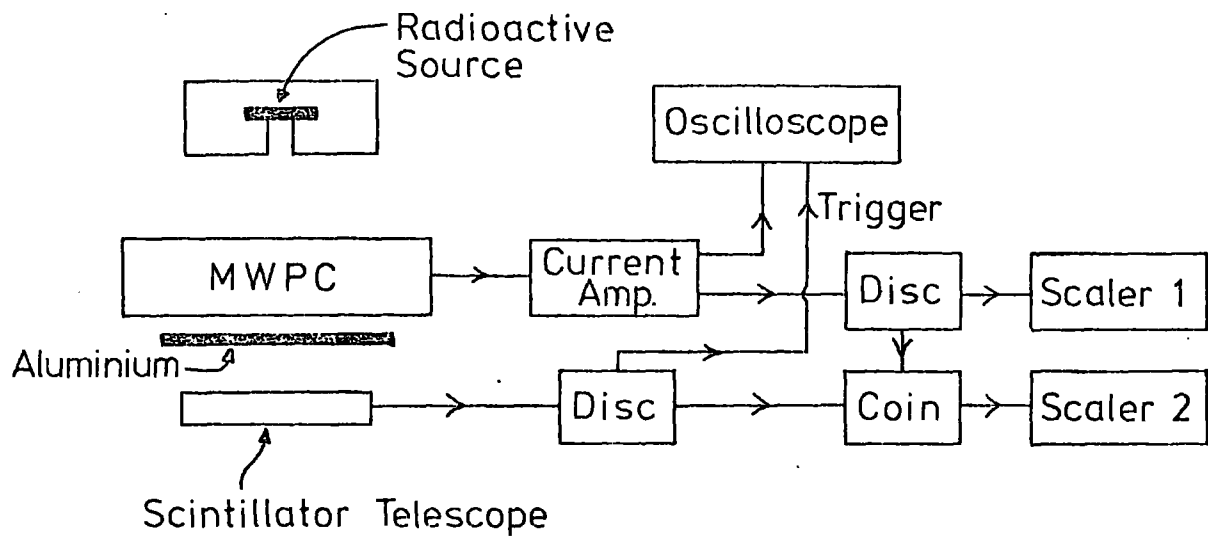 Radioactive
Source
Oscilloscope
Trigger
MWPC
Current
Amp.
Disc
Scaler 1
Aluminium
Disc
Coin
Scaler 2
Scintillator Telescope